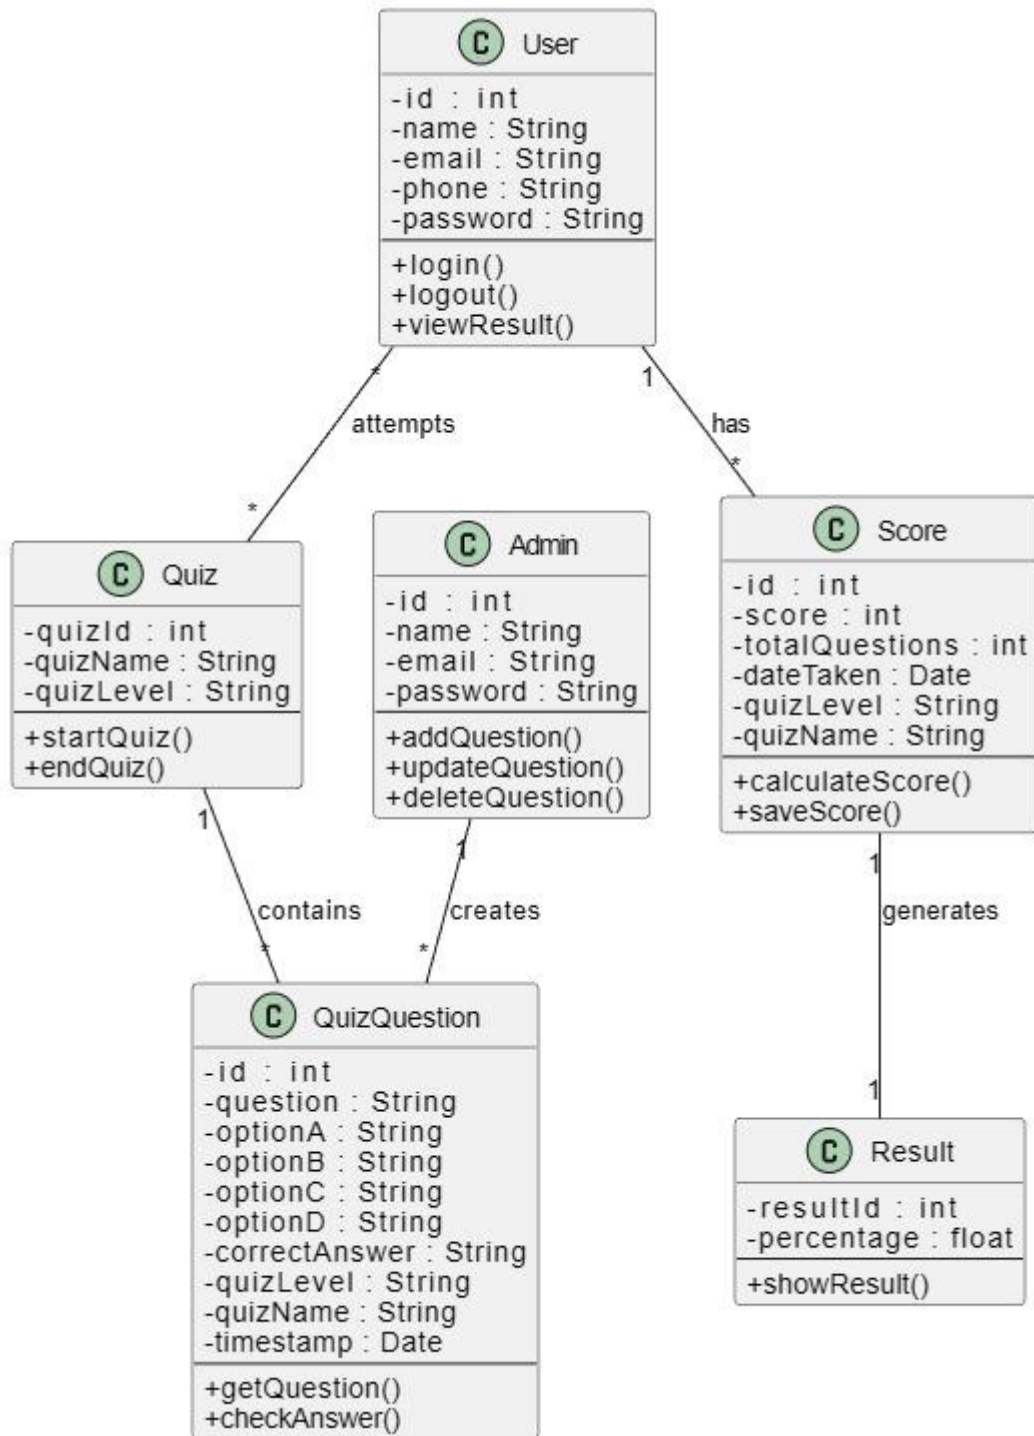 C User
-id : int
-name : String
-email : String
-phone : String
-password : String
+login()
+logout()
+viewResult()
* 1
attempts has
* *
C Quiz
-quizId : int
-quizName : String
-quizLevel : String
+startQuiz()
+endQuiz()
1
C Admin
-id : int
-name : String
-email : String
-password : String
+addQuestion()
+updateQuestion()
+deleteQuestion()
1
C Score
-id : int
-score : int
-totalQuestions : int
-dateTaken : Date
-quizLevel : String
-quizName : String
+calculateScore()
+saveScore()
1
contains creates generates
* *
C QuizQuestion
-id : int
-question : String
-optionA : String
-optionB : String
-optionC : String
-optionD : String
-correctAnswer : String
-quizLevel : String
-quizName : String
-timestamp : Date
+getQuestion()
+checkAnswer()
1
C Result
-resultId : int
-percentage : float
+showResult()